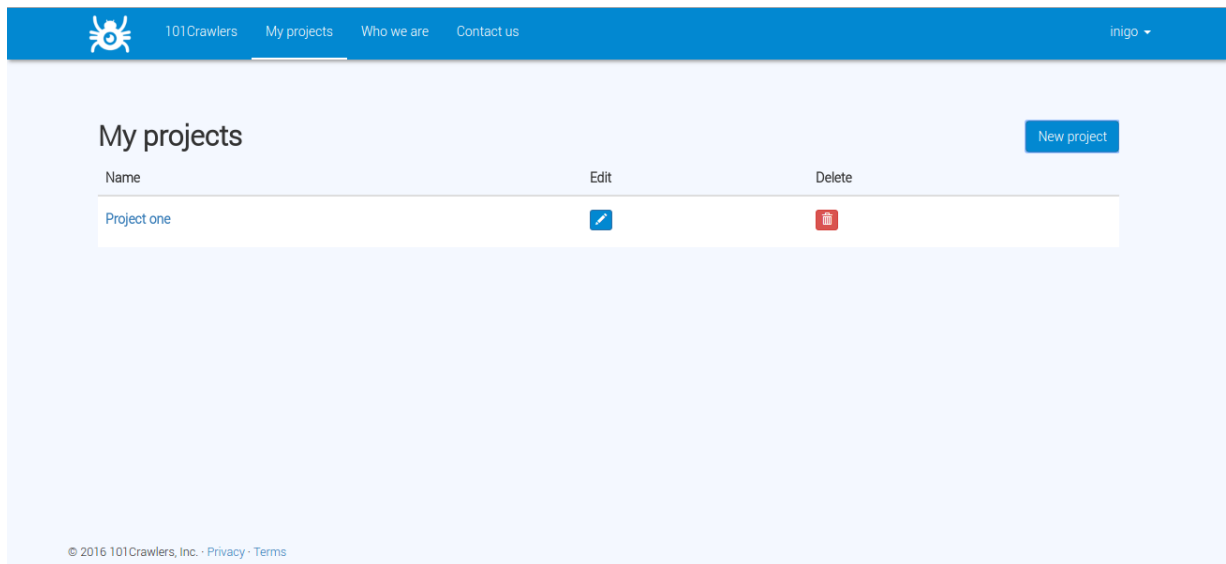 101Crawlers My projects Who we are Contact us inigo
My projects New project
Name Edit Delete
Project one
© 2016 101Crawlers, Inc. · Privacy · Terms